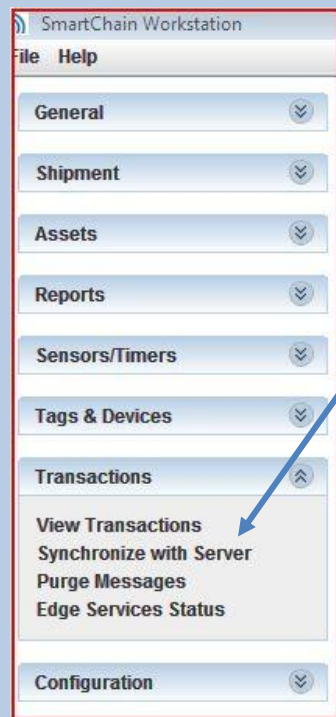 SmartChain Workstation
File Help
General
Shipment
Assets
Reports
Sensors/Timers
Tags & Devices
Transactions
View Transactions
Synchronize with Server
Purge Messages
Edge Services Status
Configuration